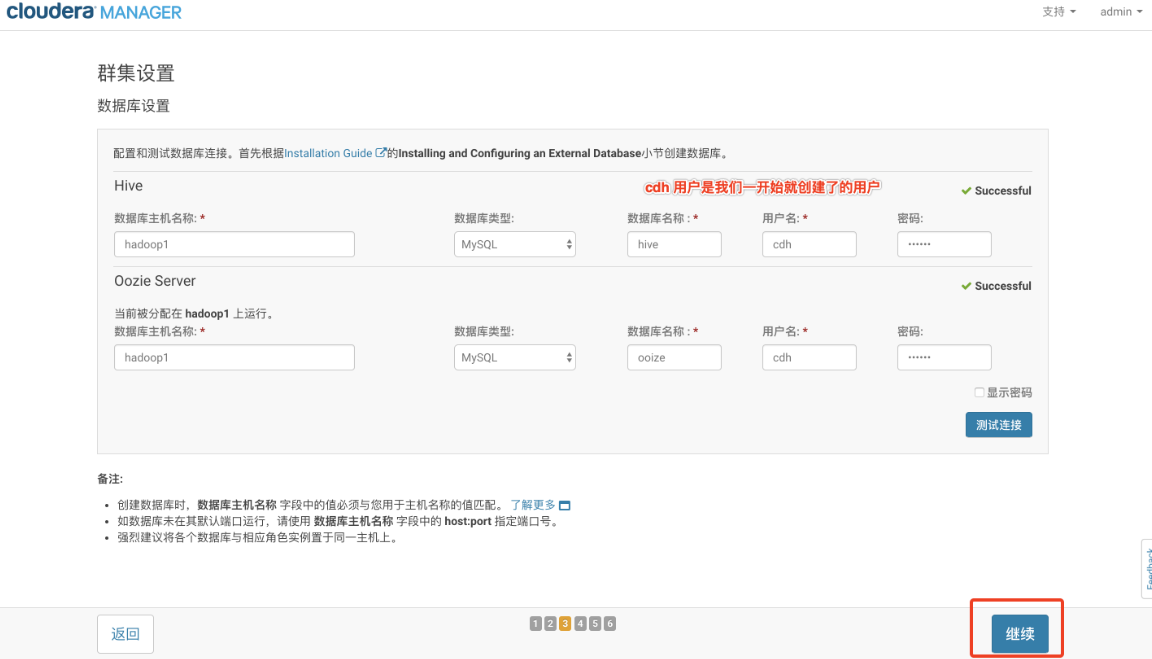 cloudera MANAGER 支持 admin
群集设置
数据库设置
配置和测试数据库连接。首先根据Installation Guide的Installing and Configuring an External Database小节创建数据库。
Hive cdh 用户是我们一开始就创建了的用户 Successful
数据库主机名称: * 数据库类型: 数据库名称 : * 用户名: * 密码:
hadoop1 MySQL hive cdh ······
Oozie Server Successful
当前被分配在 hadoop1 上运行。
数据库主机名称: * 数据库类型: 数据库名称 : * 用户名: * 密码:
hadoop1 MySQL ooize cdh ······
显示密码
测试连接
备注:
• 创建数据库时，数据库主机名称 字段中的值必须与您用于主机名称的值匹配。 了解更多
• 如数据库未在其默认端口运行，请使用 数据库主机名称 字段中的 host:port 指定端口号。
• 强烈建议将各个数据库与相应角色实例置于同一主机上。
Feedback
返回 1 2 3 4 5 6 继续